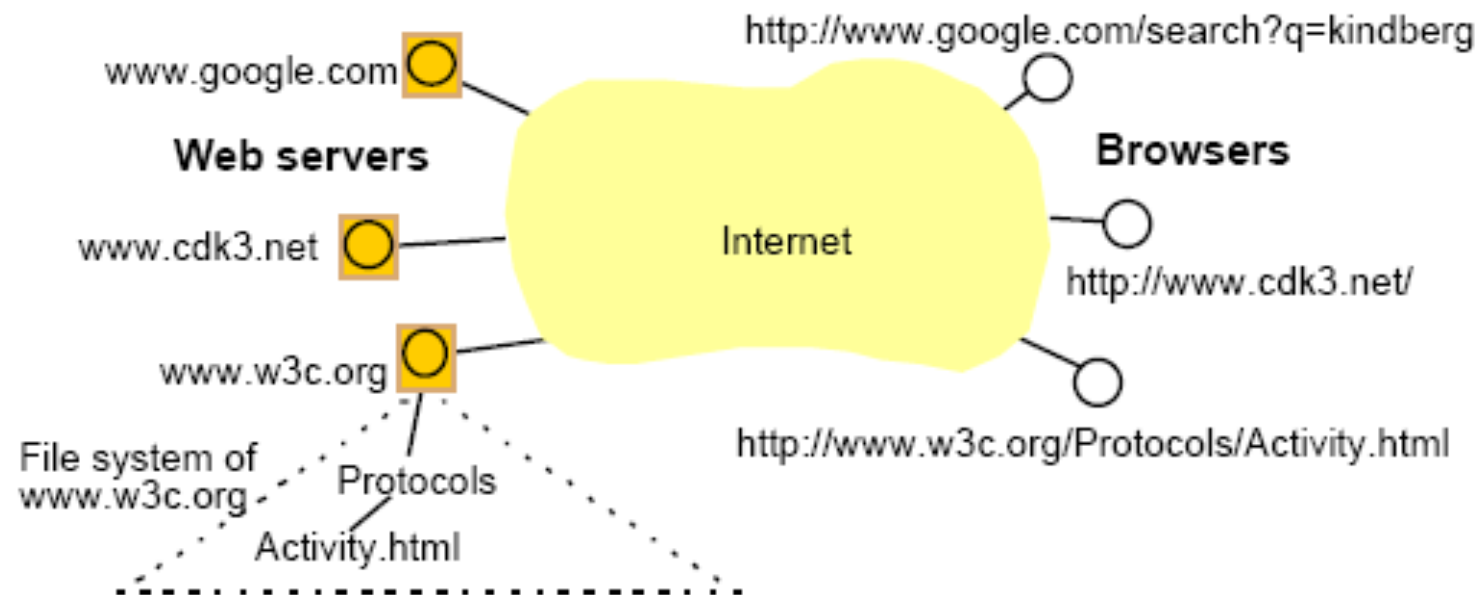 http://www.google.com/search?q=kindberg
www.google.com
Web servers
Browsers
www.cdk3.net
Internet
http://www.cdk3.net/
www.w3c.org
http://www.w3c.org/Protocols/Activity.html
File system of
www.w3c.org
Protocols
Activity.html